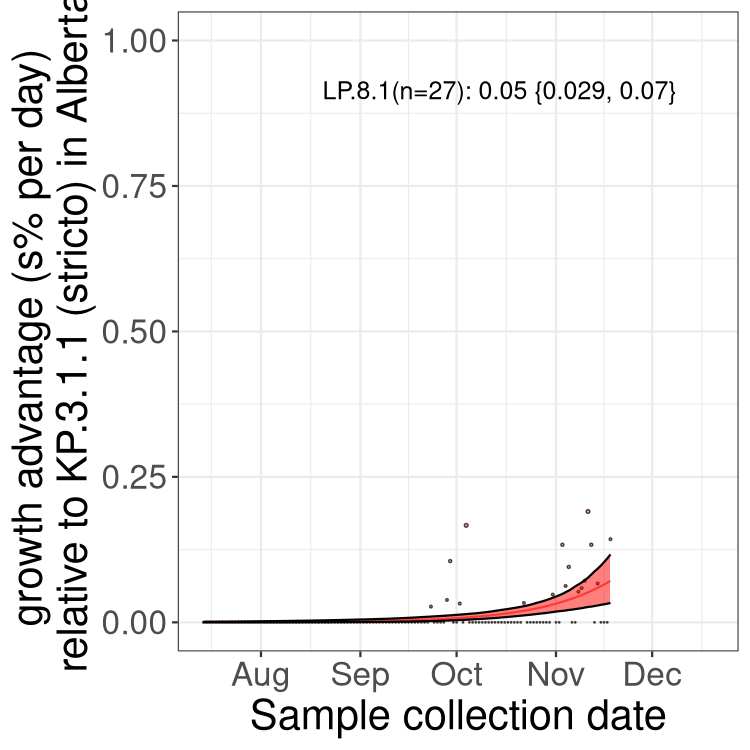 growth advantage (s% per day)
relative to KP.3.1.1 (stricto) in Alberta
1.00
0.75
0.50
0.25
0.00
LP.8.1(n=27): 0.05 {0.029, 0.07}
Aug Sep Oct Nov Dec
Sample collection date